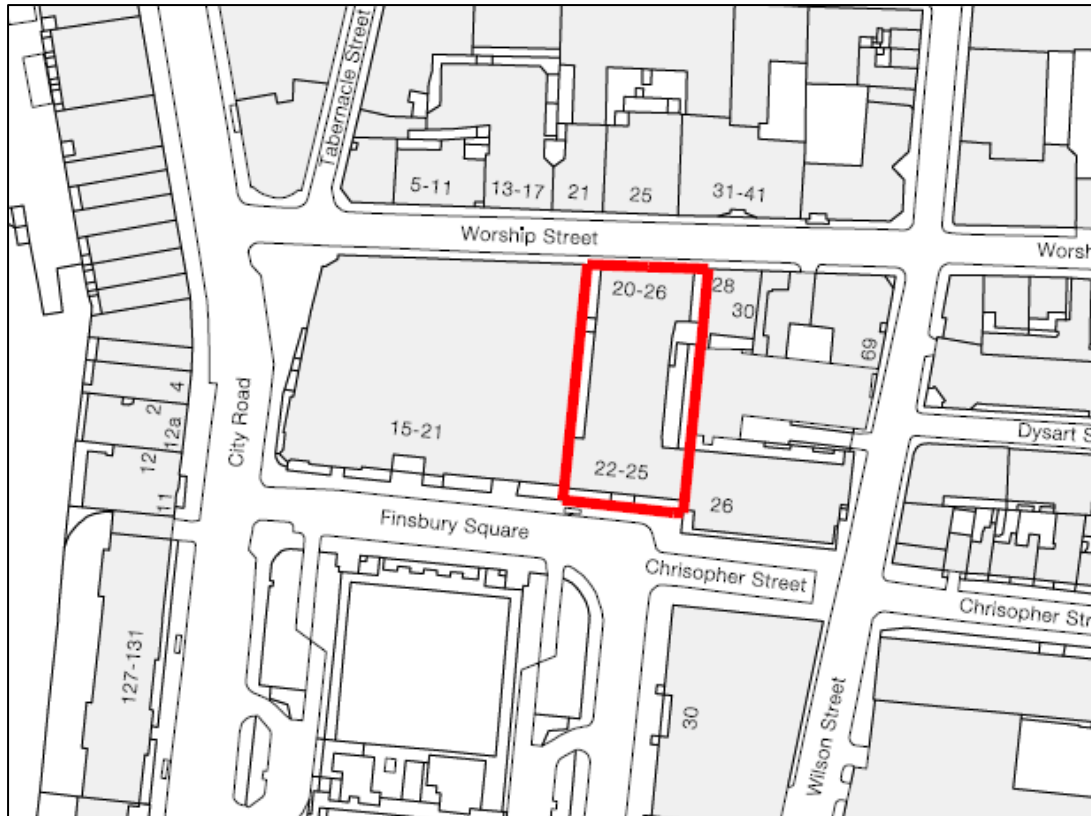 Tabernacle Street
5-11
13-17
21
25
31-41
Worship Street
Worsh
20-26
28
30
69
4
2
12a
12
11
City Road
15-21
22-25
26
Dysart S
Finsbury Square
Chrisopher Street
Chrisopher Str
127-131
30
Wilson Street